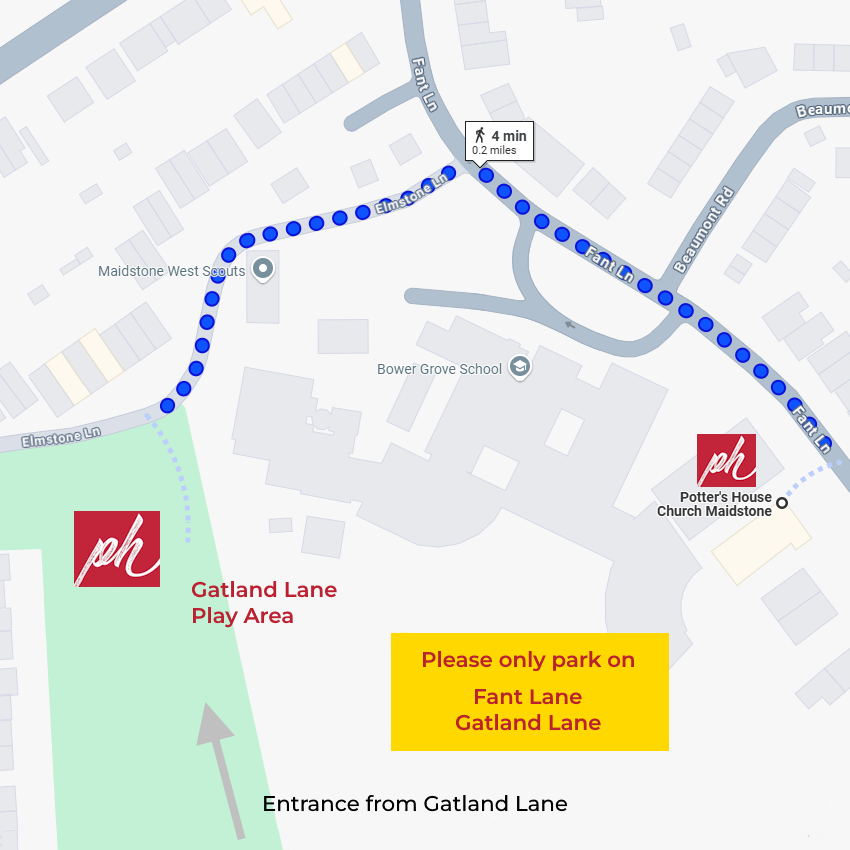 Fant Ln
4 min
0.2 miles
Beaumo
Elmstone Ln
Beaumont Rd
Maidstone West Scouts
Fant Ln
Bower Grove School
Elmstone Ln
Fant Ln
ph
Potter's House
Church Maidstone
ph
Gatland Lane
Play Area
Please only park on
Fant Lane
Gatland Lane
Entrance from Gatland Lane